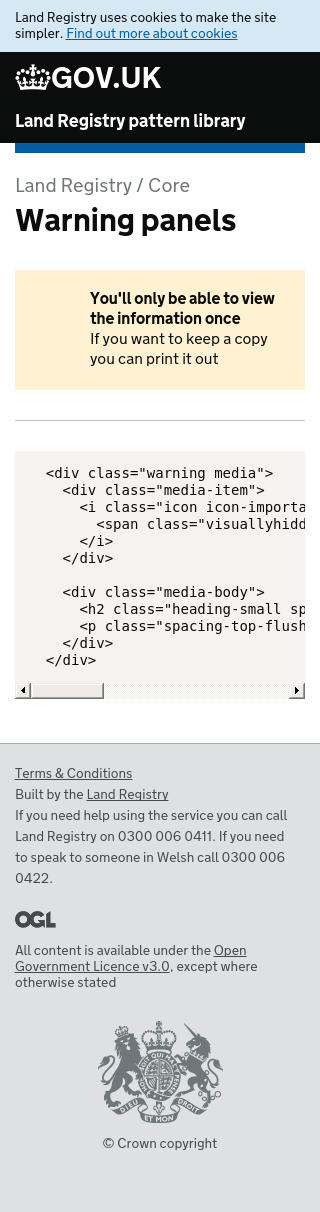 Land Registry uses cookies to make the site
simpler. Find out more about cookies
GOV.UK
Land Registry pattern library
Land Registry / Core
Warning panels
You'll only be able to view
the information once
If you want to keep a copy
you can print it out
<div class="warning media">
<div class="media-item">
<i class="icon icon-importa
<span class="visuallyhidd
</i>
</div>
<div class="media-body">
<h2 class="heading-small sp
<p class="spacing-top-flush
</div>
</div>
Terms & Conditions
Built by the Land Registry
If you need help using the service you can call
Land Registry on 0300 006 0411. If you need
to speak to someone in Welsh call 0300 006
0422.
OGL
All content is available under the Open
Government Licence v3.0, except where
otherwise stated
DIEU ET MON DROIT
© Crown copyright